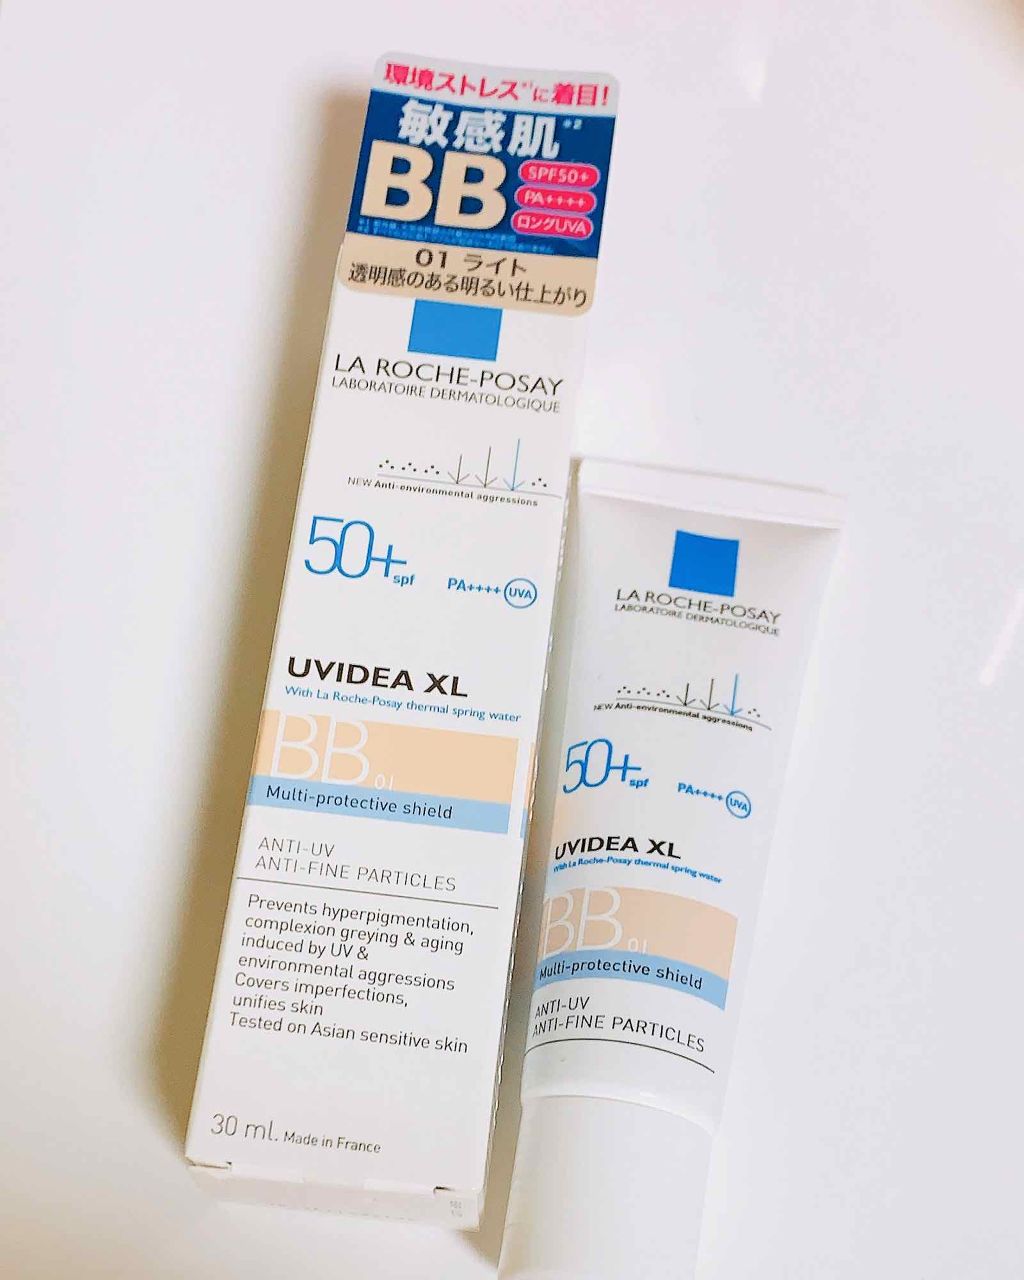 環境ストレス*1に着目!
敏感肌*2
BB
SPF50+
PA++++
ロングUVA
01 ライト
透明感のある明るい仕上がり
LA ROCHE-POSAY
LABORATOIRE DERMATOLOGIQUE
NEW Anti-environmental aggressions
50+spf
PA++++ UVA
UVIDEA XL
With La Roche-Posay thermal spring water
BB 01
Multi-protective shield
ANTI-UV
ANTI-FINE PARTICLES
Prevents hyperpigmentation,
complexion greying & aging
induced by UV &
environmental aggressions
Covers imperfections,
unifies skin
Tested on Asian sensitive skin
30 ml. Made in France
LA ROCHE-POSAY
LABORATOIRE DERMATOLOGIQUE
NEW Anti-environmental aggressions
50+spf
PA++++ UVA
UVIDEA XL
With La Roche-Posay thermal spring water
BB 01
Multi-protective shield
ANTI-UV
ANTI-FINE PARTICLES